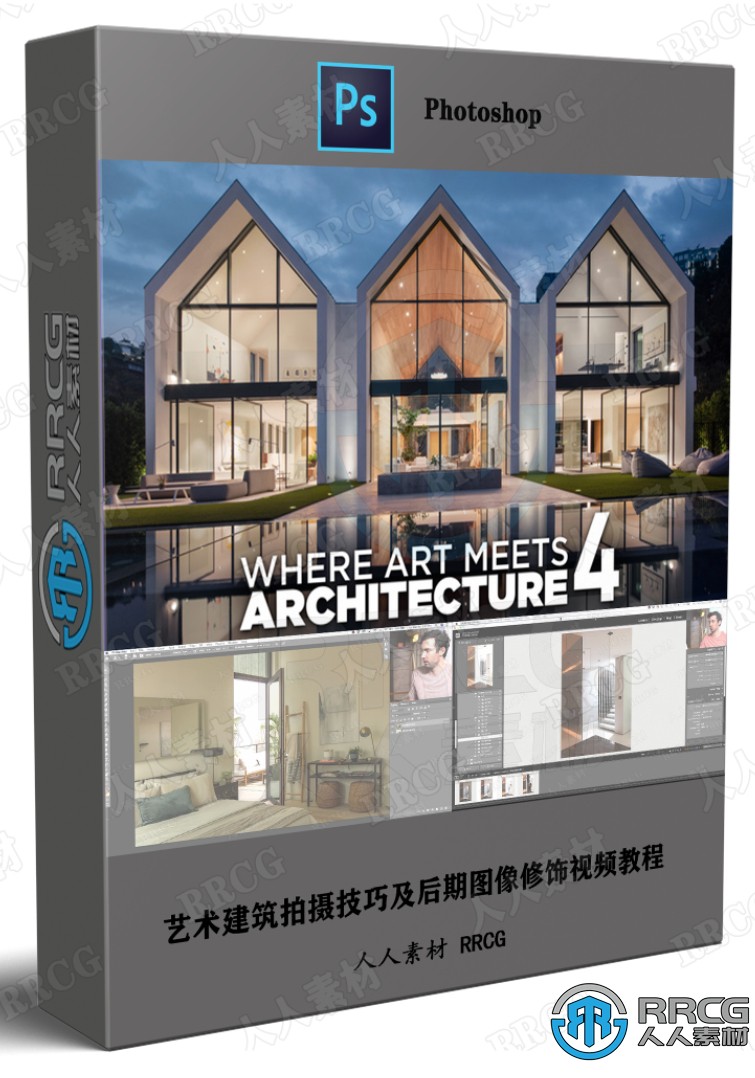 Ps
Photoshop
WHERE ART MEETS
ARCHITECTURE 4
艺术建筑拍摄技巧及后期图像修饰视频教程
人人素材 RRCG
RRCG
人人素材
RRCG
人人素材